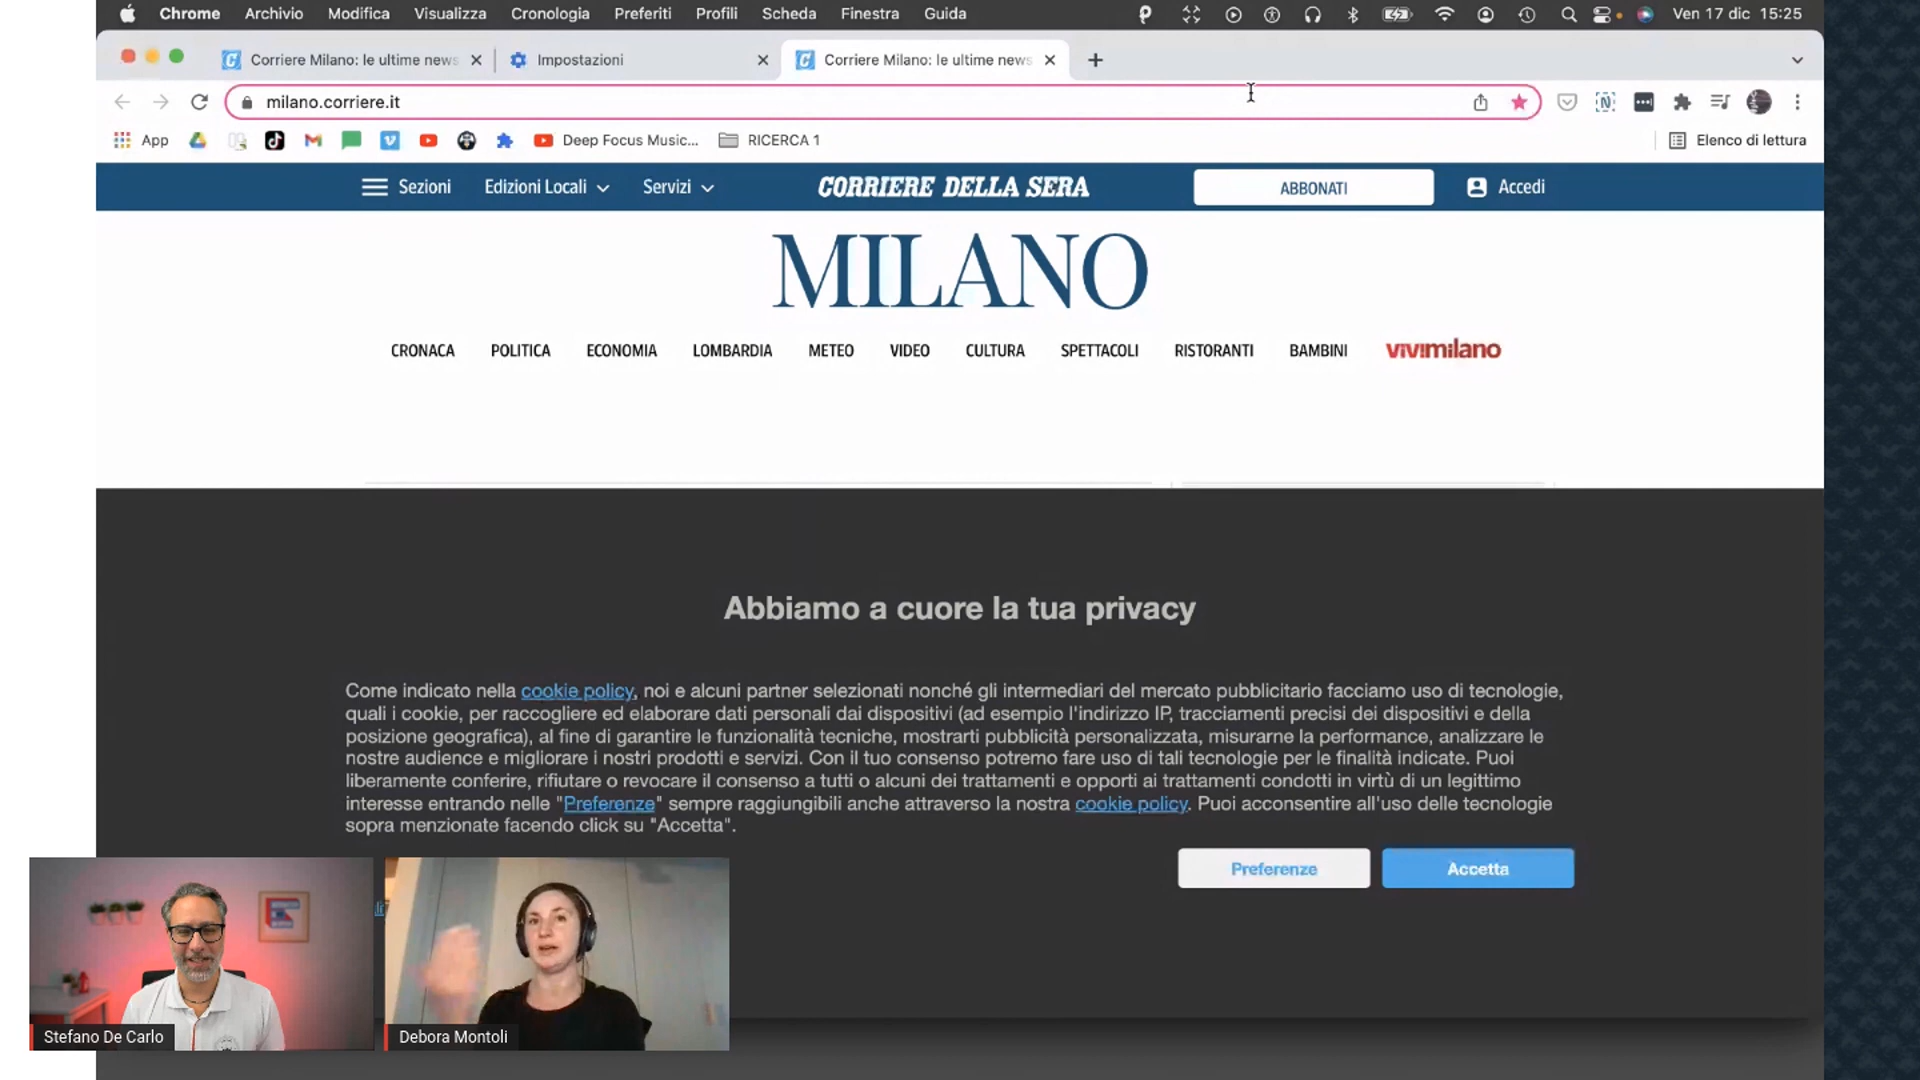 Chrome Archivio Modifica Visualizza Cronologia Preferiti Profili Scheda Finestra Guida Ven 17 dic 15:25
Corriere Milano: le ultime news Impostazioni Corriere Milano: le ultime news
milano.corriere.it
App Deep Focus Music... RICERCA 1 Elenco di lettura
Sezioni Edizioni Locali Servizi CORRIERE DELLA SERA ABBONATI Accedi
MILANO
CRONACA POLITICA ECONOMIA LOMBARDIA METEO VIDEO CULTURA SPETTACOLI RISTORANTI BAMBINI vivimilano
Abbiamo a cuore la tua privacy
Come indicato nella cookie policy, noi e alcuni partner selezionati nonché gli intermediari del mercato pubblicitario facciamo uso di tecnologie,
quali i cookie, per raccogliere ed elaborare dati personali dai dispositivi (ad esempio l'indirizzo IP, tracciamenti precisi dei dispositivi e della
posizione geografica), al fine di garantire le funzionalità tecniche, mostrarti pubblicità personalizzata, misurarne la performance, analizzare le
nostre audience e migliorare i nostri prodotti e servizi. Con il tuo consenso potremo fare uso di tali tecnologie per le finalità indicate. Puoi
liberamente conferire, rifiutare o revocare il consenso a tutti o alcuni dei trattamenti e opporti ai trattamenti condotti in virtù di un legittimo
interesse entrando nelle "Preferenze" sempre raggiungibili anche attraverso la nostra cookie policy. Puoi acconsentire all'uso delle tecnologie
sopra menzionate facendo click su "Accetta".
Preferenze Accetta
Stefano De Carlo Debora Montoli